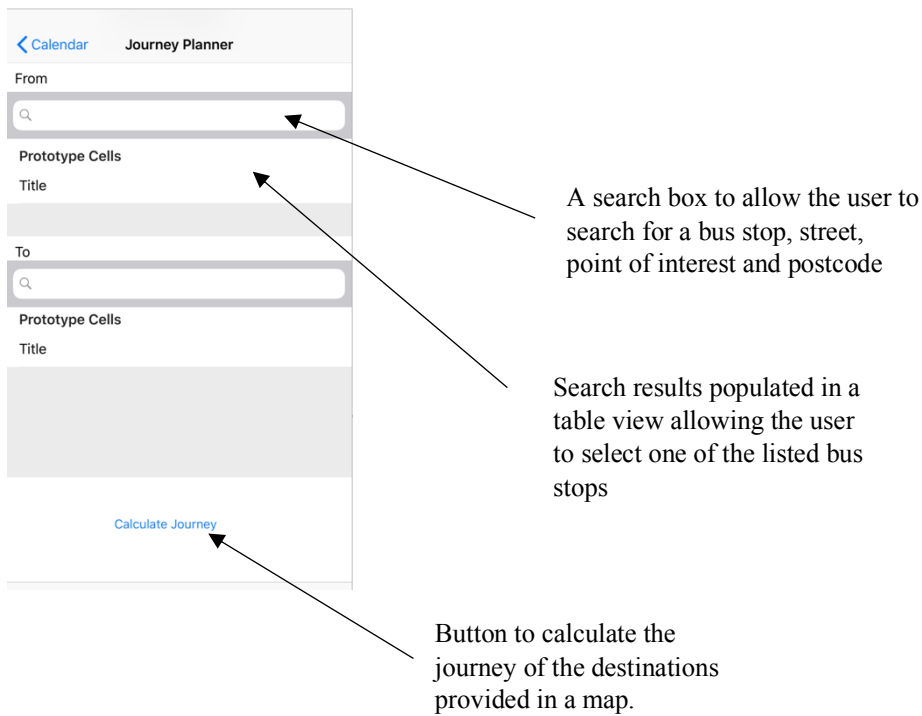 Calendar Journey Planner
From
Prototype Cells
Title
To
Prototype Cells
Title
Calculate Journey
A search box to allow the user to
search for a bus stop, street,
point of interest and postcode
Search results populated in a
table view allowing the user
to select one of the listed bus
stops
Button to calculate the
journey of the destinations
provided in a map.